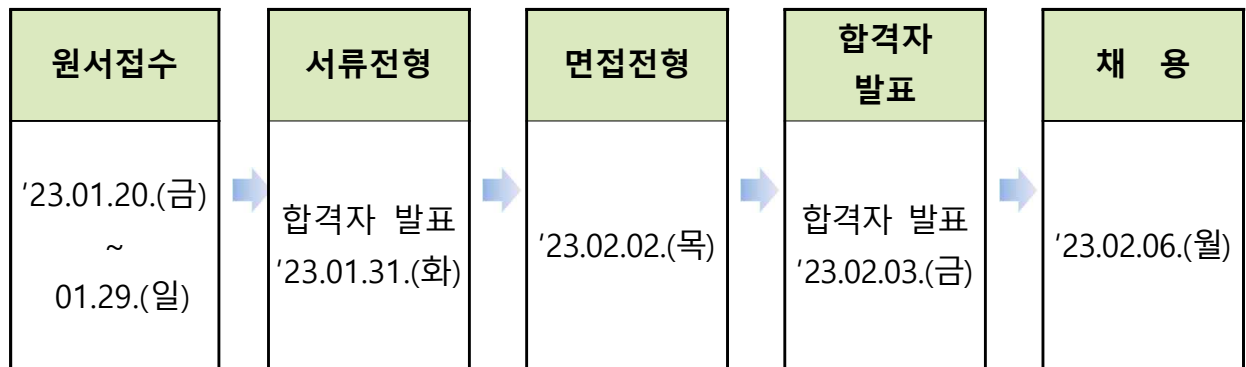 원서접수
'23.01.20.(금)
~
01.29.(일)
서류전형
합격자 발표
'23.01.31.(화)
면접전형
'23.02.02.(목)
합격자
발표
합격자 발표
'23.02.03.(금)
채 용
'23.02.06.(월)